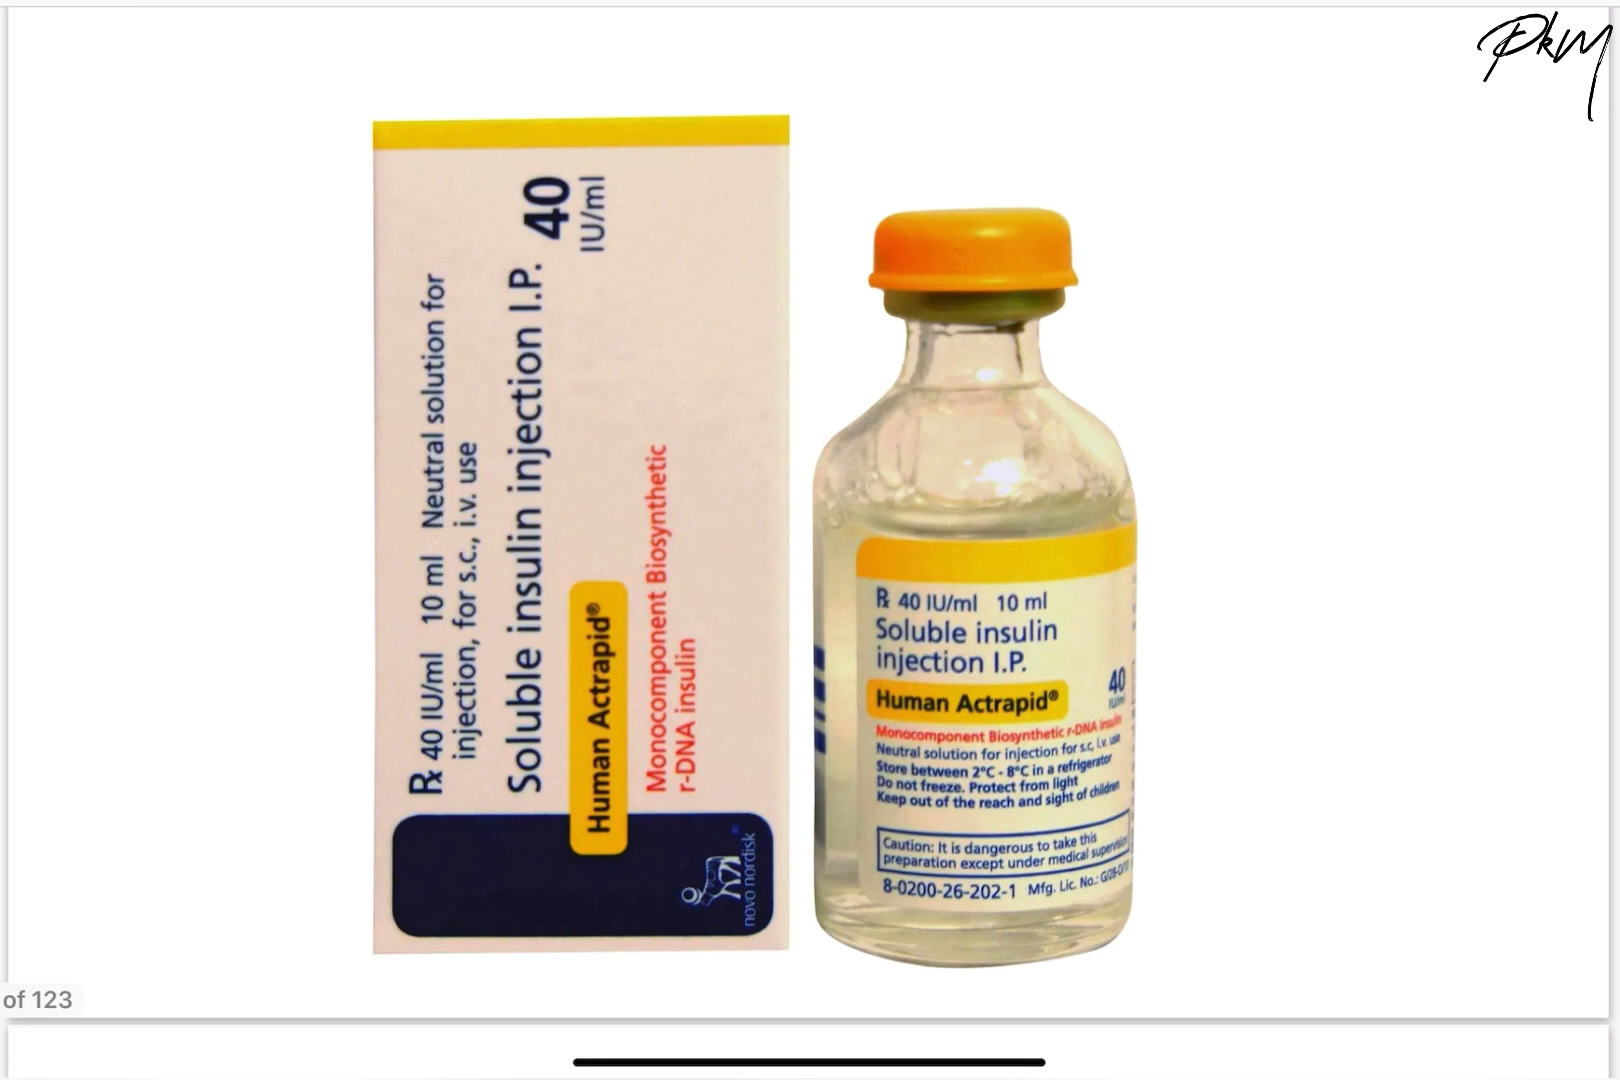 PKM
℞ 40 IU/ml 10 ml Neutral solution for
injection, for s.c., i.v. use
Soluble insulin injection I.P. 40
IU/ml
Human Actrapid®
Monocomponent Biosynthetic
r-DNA insulin
novo nordisk®
℞ 40 IU/ml 10 ml
Soluble insulin
injection I.P.
40
IU/ml
Human Actrapid®
Monocomponent Biosynthetic r-DNA insulin
Neutral solution for injection for s.c, i.v. use
Store between 2°C - 8°C in a refrigerator
Do not freeze. Protect from light
Keep out of the reach and sight of children
Caution: It is dangerous to take this
preparation except under medical supervision
8-0200-26-202-1 Mfg. Lic. No.:
of 123